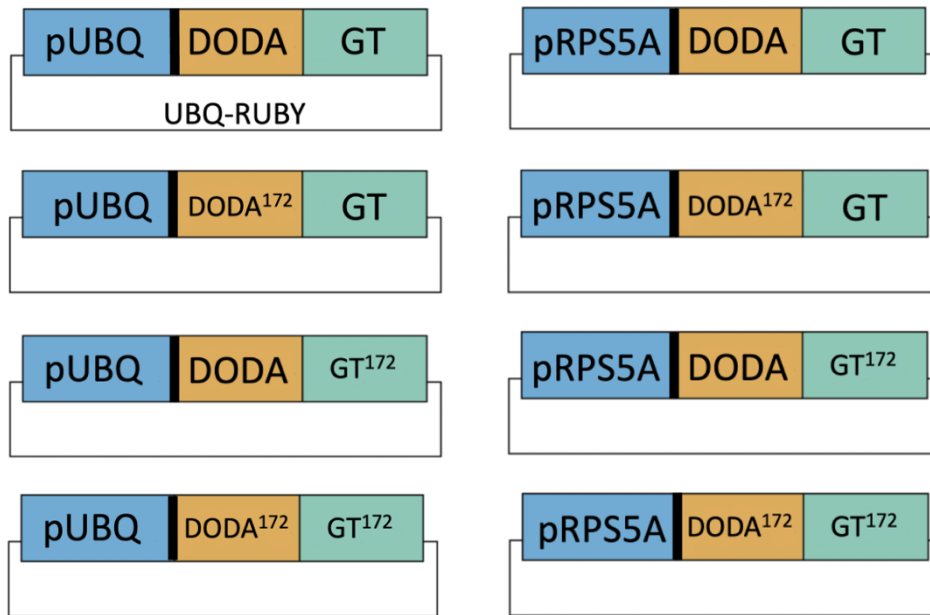 pUBQ DODA GT pRPS5A DODA GT
UBQ-RUBY
pUBQ DODA¹⁷² GT pRPS5A DODA¹⁷² GT
pUBQ DODA GT¹⁷² pRPS5A DODA GT¹⁷²
pUBQ DODA¹⁷² GT¹⁷² pRPS5A DODA¹⁷² GT¹⁷²